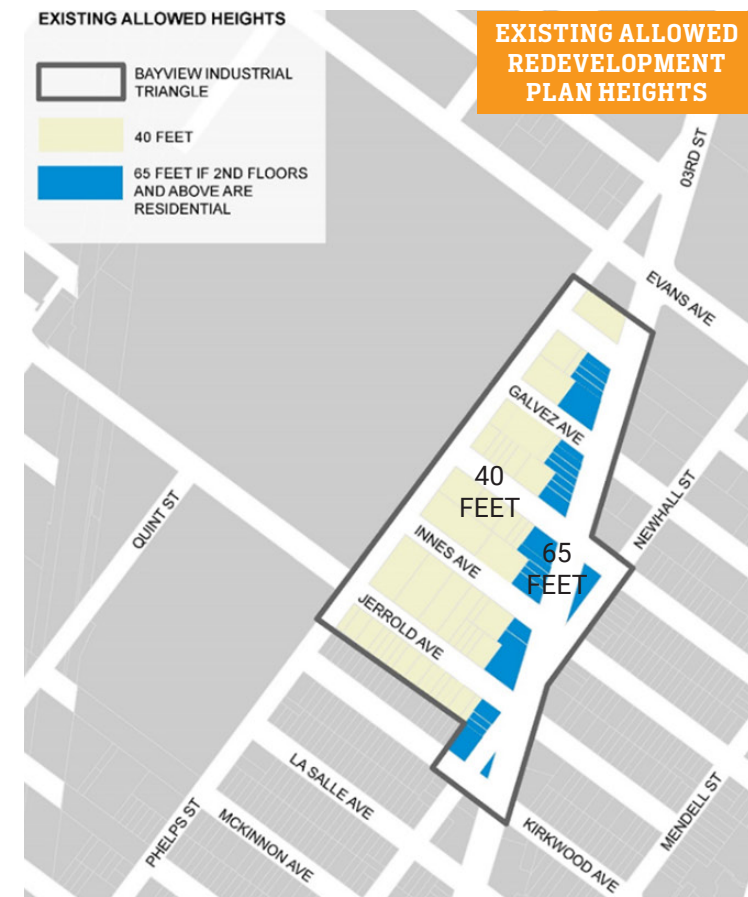 EXISTING ALLOWED HEIGHTS
BAYVIEW INDUSTRIAL
TRIANGLE
40 FEET
65 FEET IF 2ND FLOORS
AND ABOVE ARE
RESIDENTIAL
EXISTING ALLOWED
REDEVELOPMENT
PLAN HEIGHTS
03RD ST
EVANS AVE
GALVEZ AVE
40
FEET
NEWHALL ST
QUINT ST
INNES AVE
65
FEET
JERROLD AVE
LA SALLE AVE
PHELPS ST
MCKINNON AVE
KIRKWOOD AVE
MENDELL ST